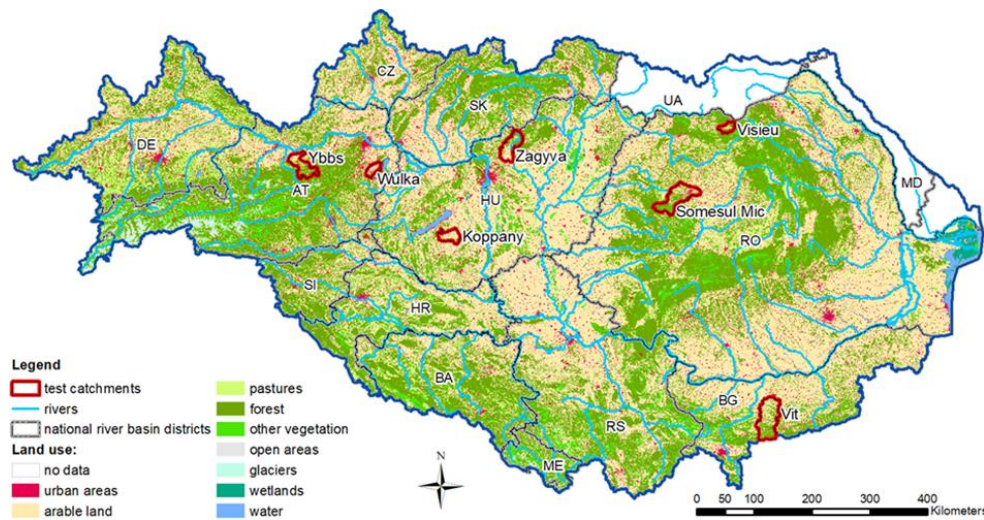 CZ
SK
UA
DE
Ybbs
AT
Wulka
Zagyva
HU
Visieu
MD
Somesul Mic
RO
Koppany
SI
HR
BA
RS
BG
Vit
ME
Legend
test catchments
rivers
national river basin districts
Land use:
no data
urban areas
arable land
pastures
forest
other vegetation
open areas
glaciers
wetlands
water
N
0 50 100 200 300 400
Kilometers